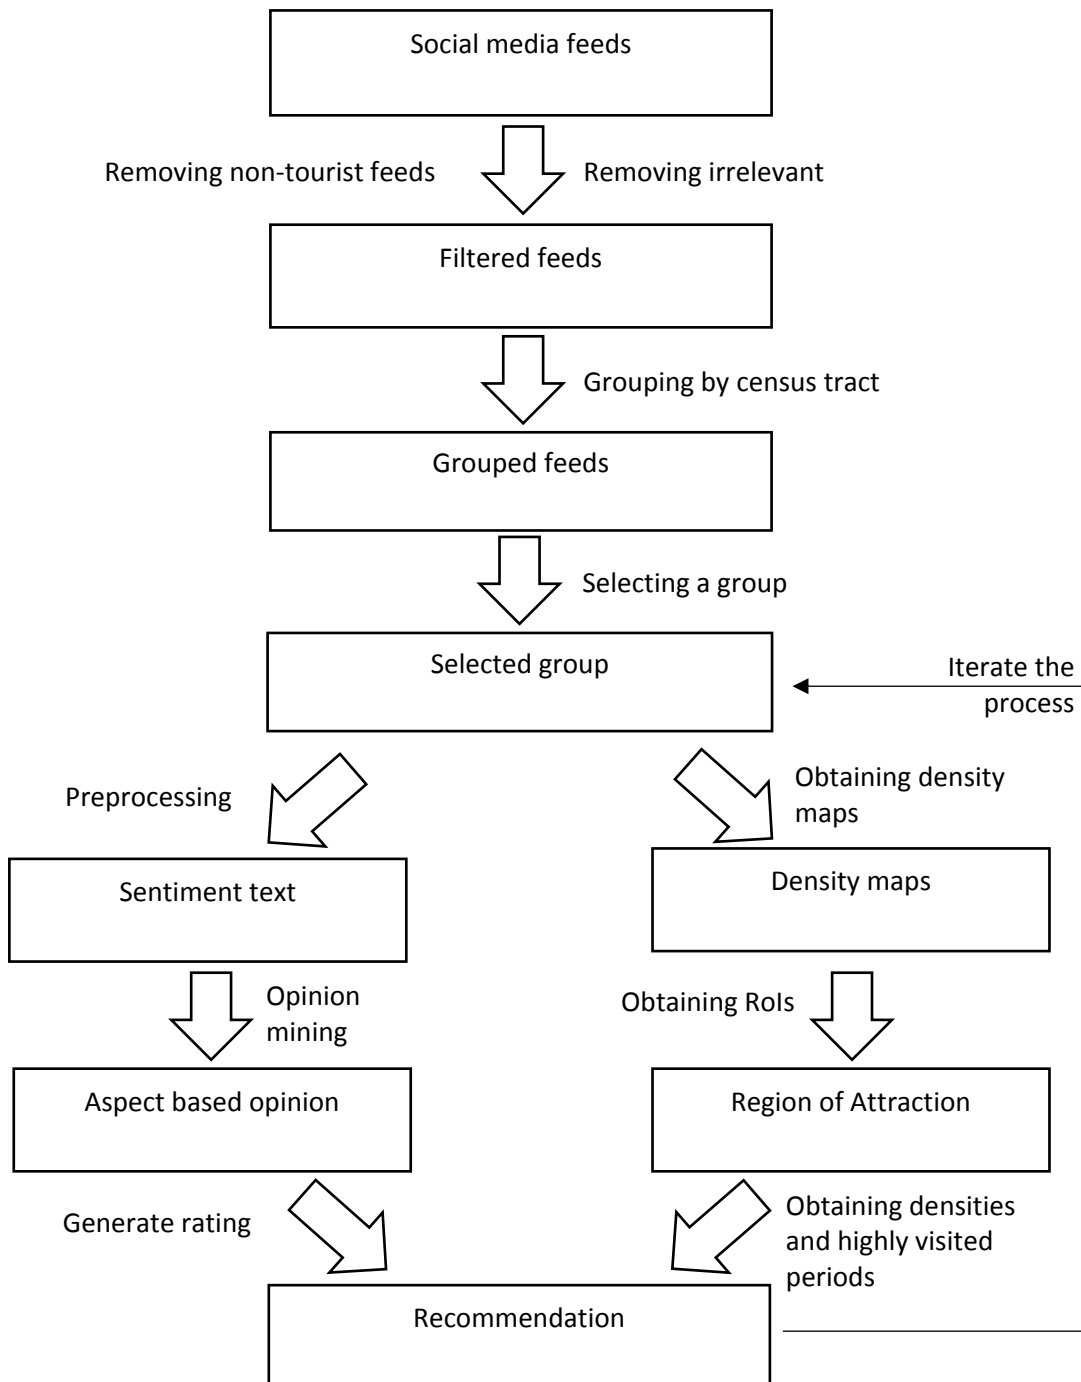 Social media feeds
Removing non-tourist feeds
Removing irrelevant
Filtered feeds
Grouping by census tract
Grouped feeds
Selecting a group
Selected group
Iterate the
process
Preprocessing
Obtaining density
maps
Sentiment text
Density maps
Opinion
mining
Obtaining RoIs
Aspect based opinion
Region of Attraction
Generate rating
Obtaining densities
and highly visited
periods
Recommendation